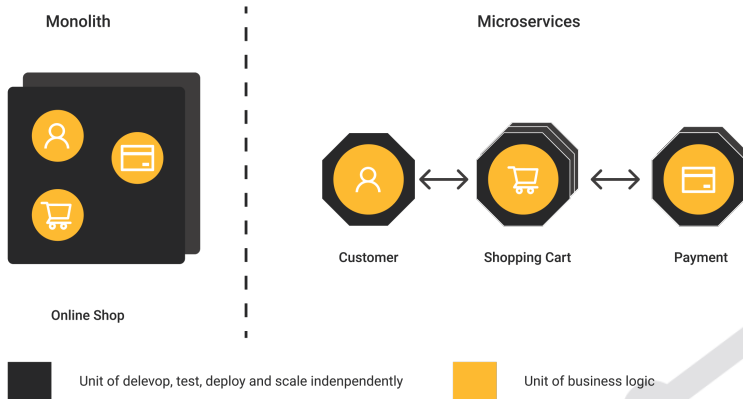 Monolith
Microservices
Customer
Shopping Cart
Payment
Online Shop
Unit of delevop, test, deploy and scale indenpendently
Unit of business logic